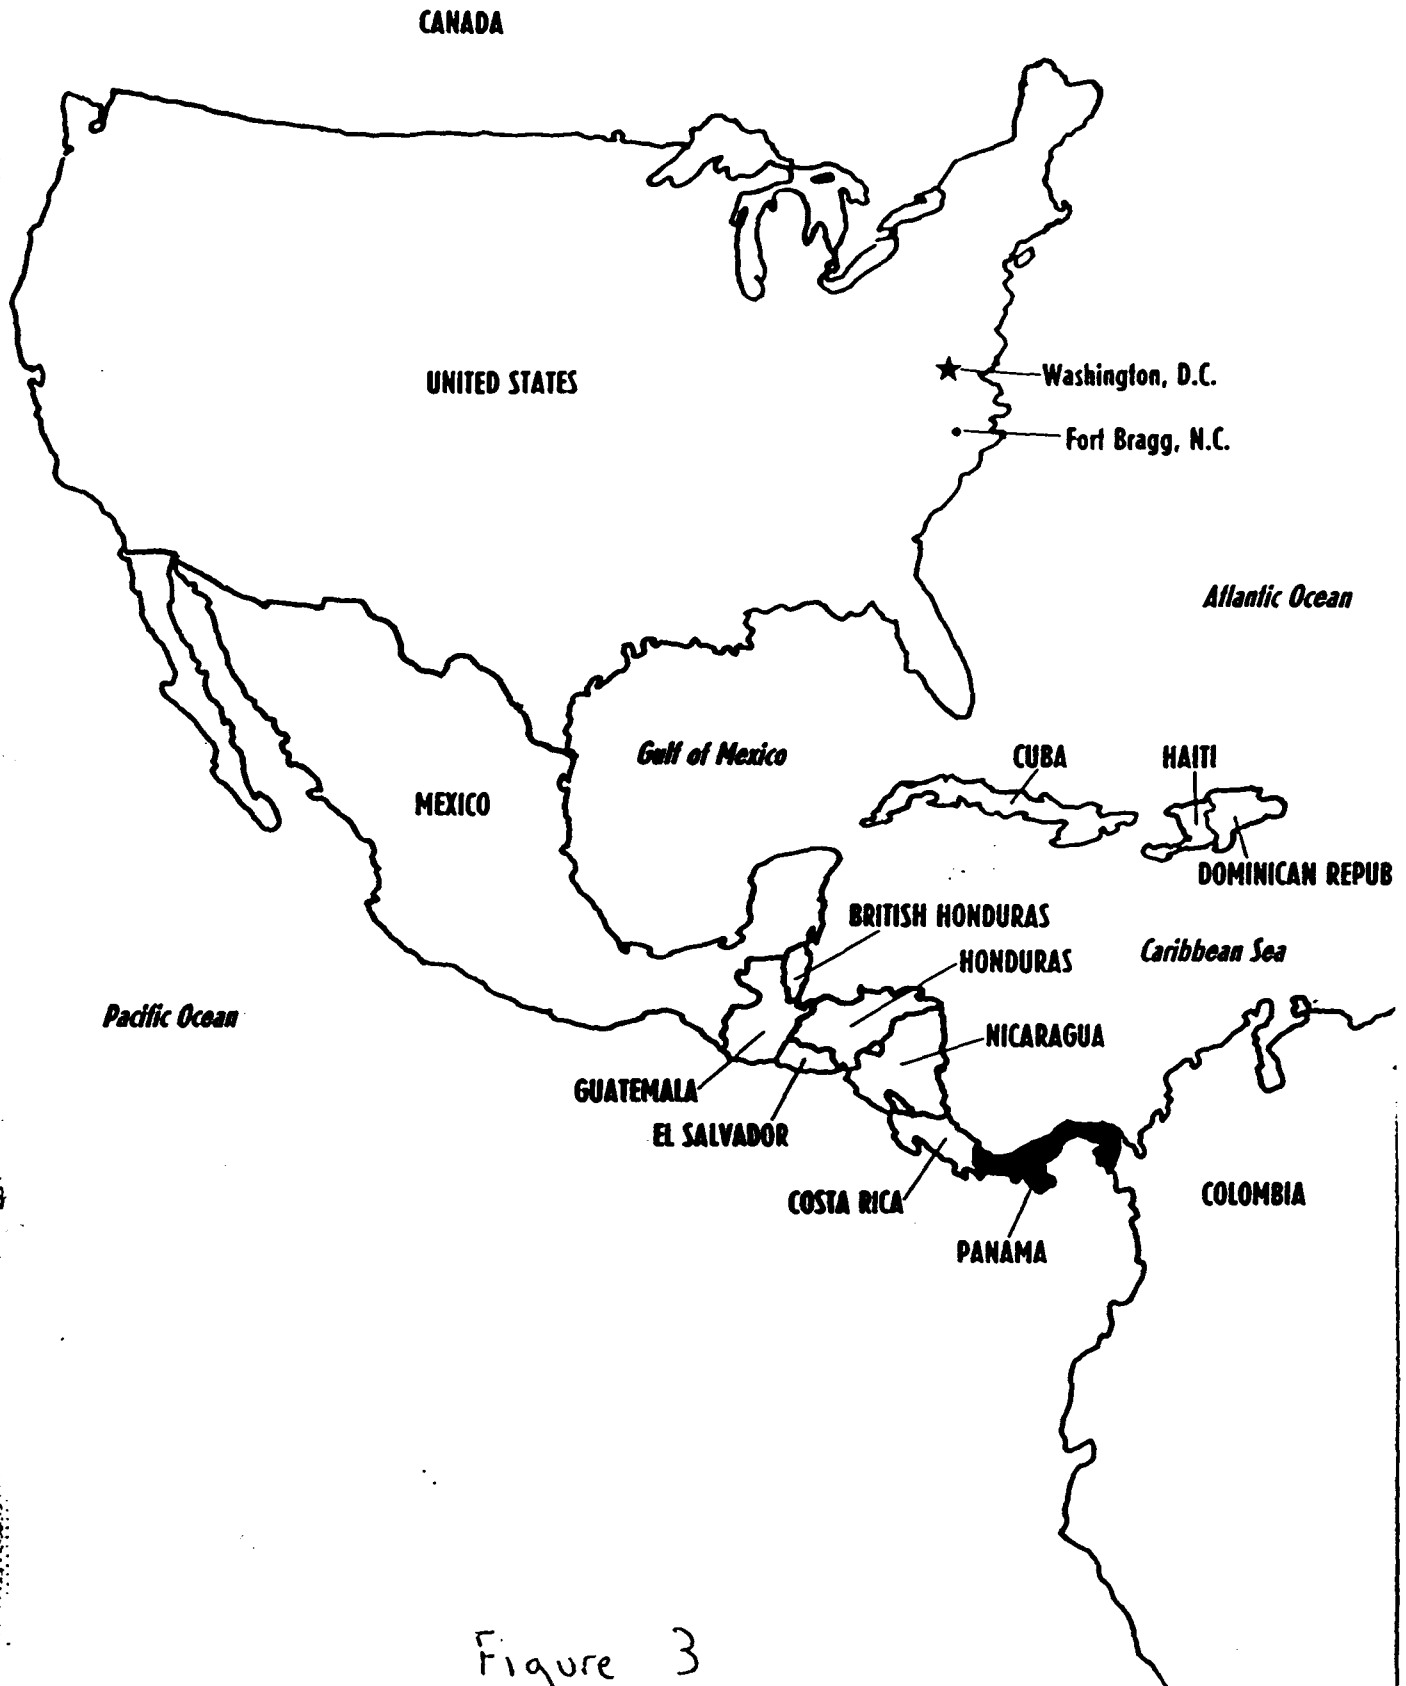 CANADA
UNITED STATES
Washington, D.C.
Fort Bragg, N.C.
Atlantic Ocean
Gulf of Mexico
CUBA
HAITI
MEXICO
DOMINICAN REPUB
BRITISH HONDURAS
Caribbean Sea
HONDURAS
Pacific Ocean
NICARAGUA
GUATEMALA
EL SALVADOR
COSTA RICA
COLOMBIA
PANAMA
Figure 3